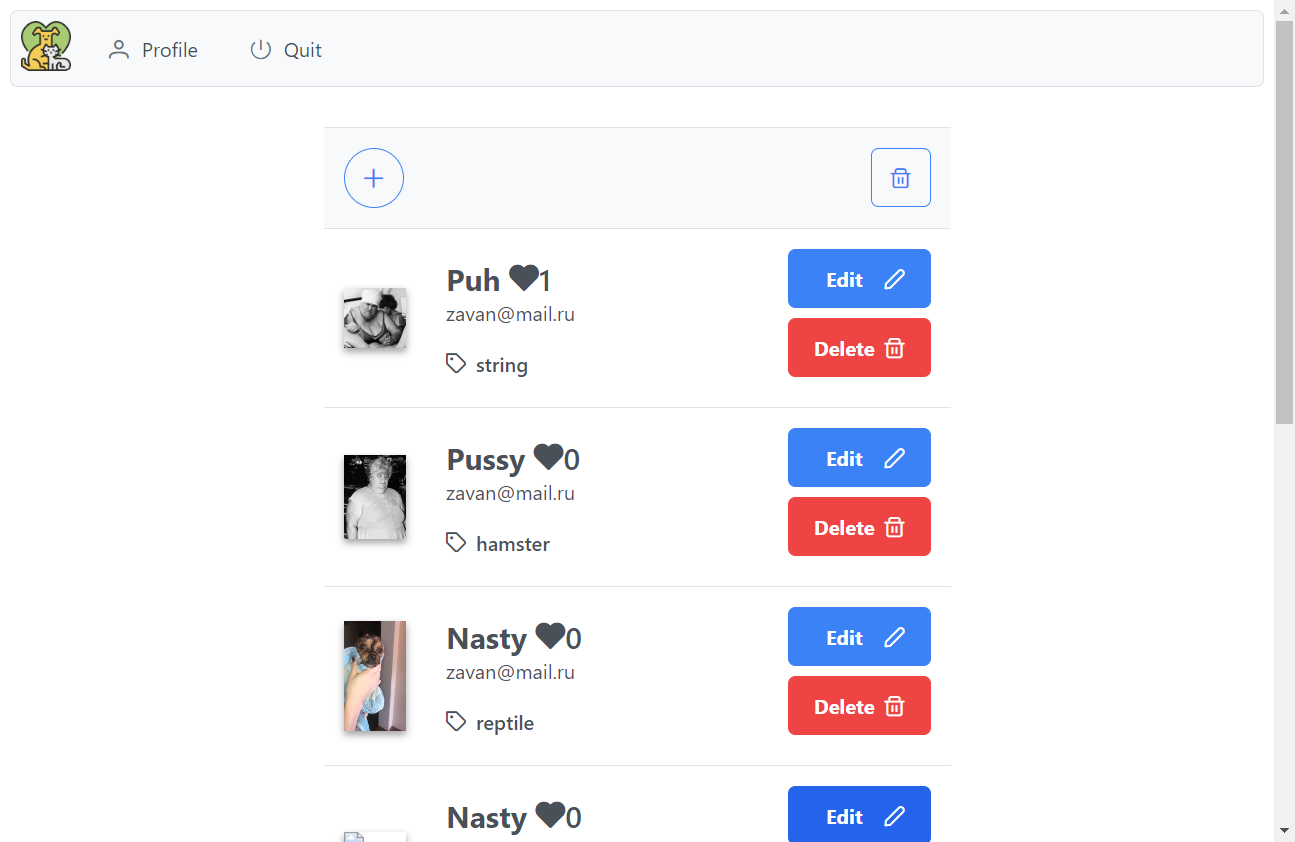 Profile
Quit
Puh 1
zavan@mail.ru
string
Edit
Delete
Pussy 0
zavan@mail.ru
hamster
Edit
Delete
Nasty 0
zavan@mail.ru
reptile
Edit
Delete
Nasty 0
Edit